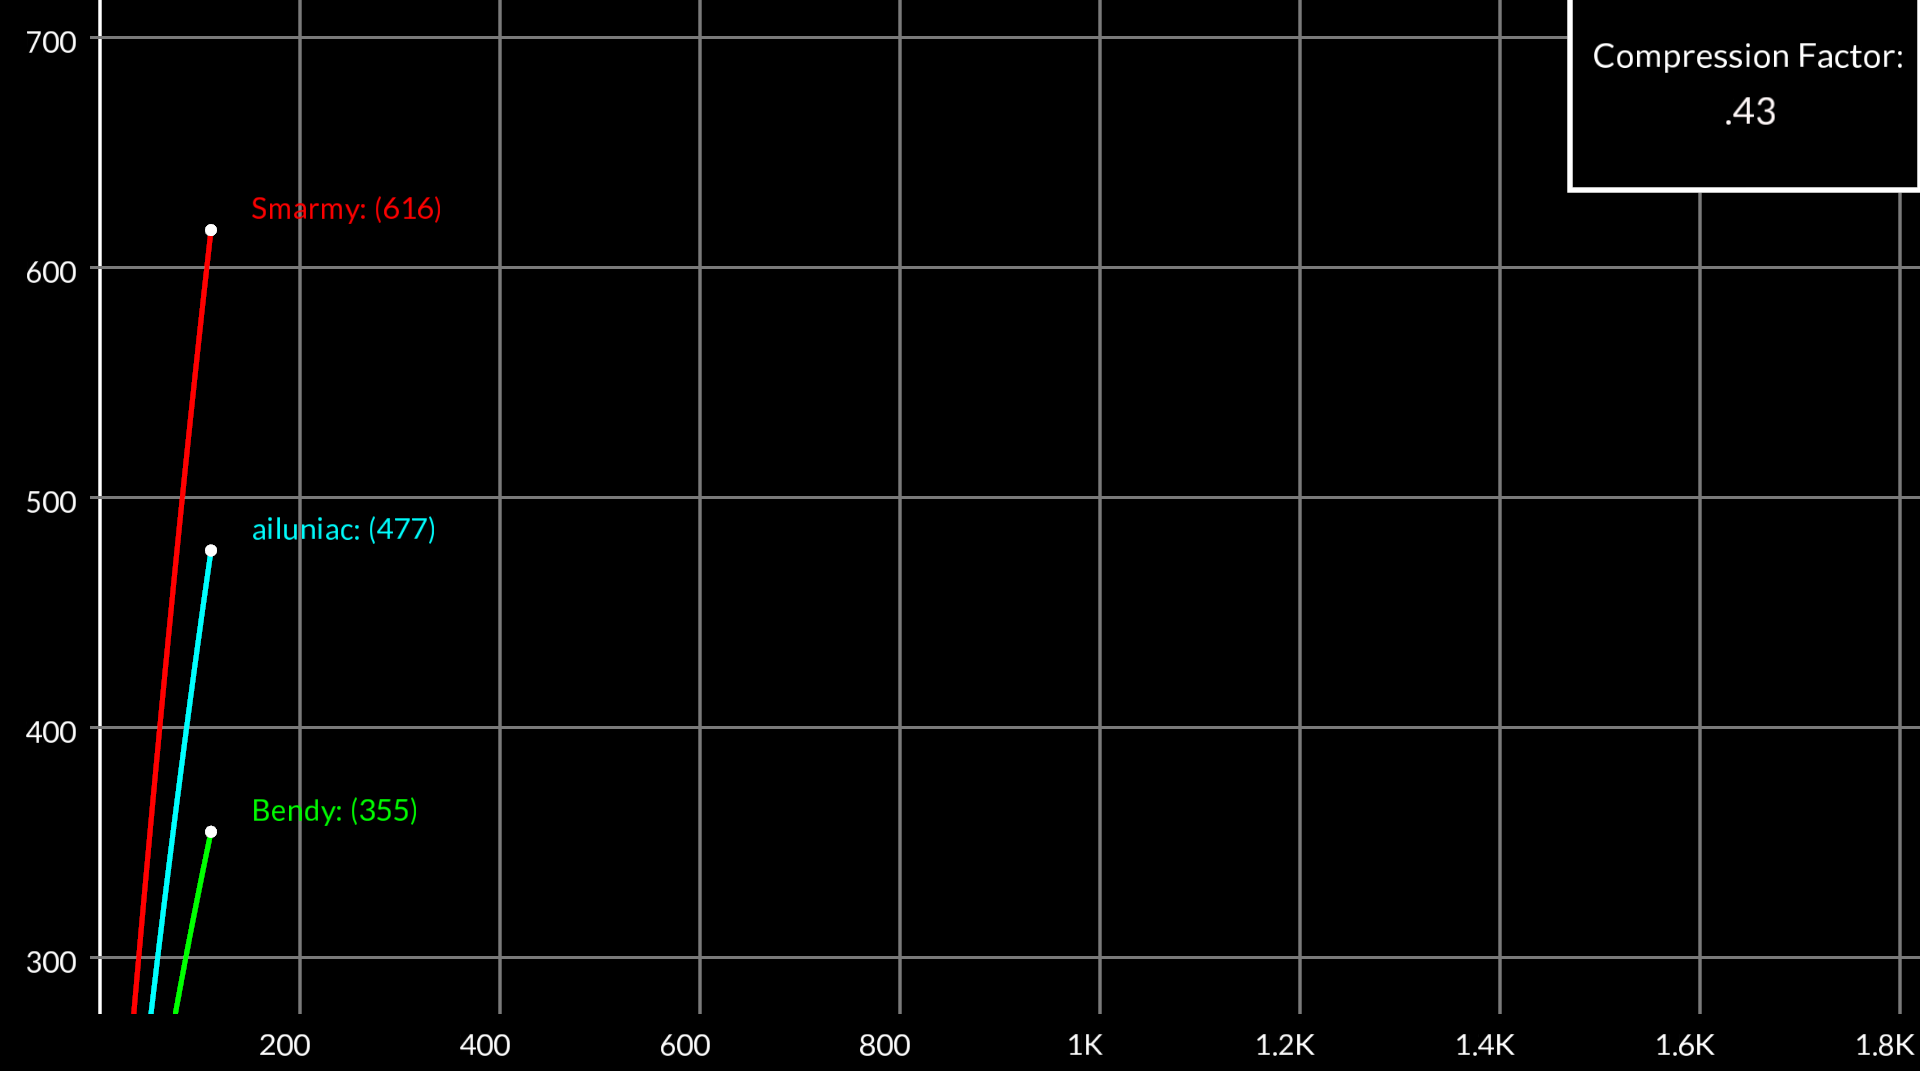 700
Compression Factor:
.43
Smarmy: (616)
600
500
ailuniac: (477)
400
Bendy: (355)
300
200 400 600 800 1K 1.2K 1.4K 1.6K 1.8K